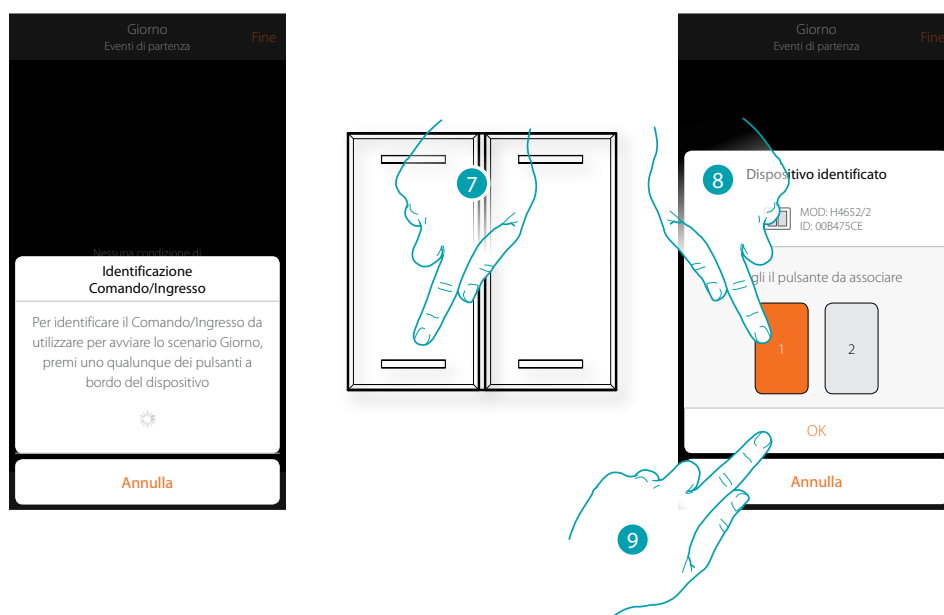 Giorno
Eventi di partenza
Fine
Nessuna condizione di
Identificazione
Comando/Ingresso
Per identificare il Comando/Ingresso da
utilizzare per avviare lo scenario Giorno,
premi uno qualunque dei pulsanti a
bordo del dispositivo
Annulla
7
Giorno
Eventi di partenza
Fine
8
Dispositivo identificato
MOD: H4652/2
ID: 00B475CE
gli il pulsante da associare
1
2
OK
Annulla
9